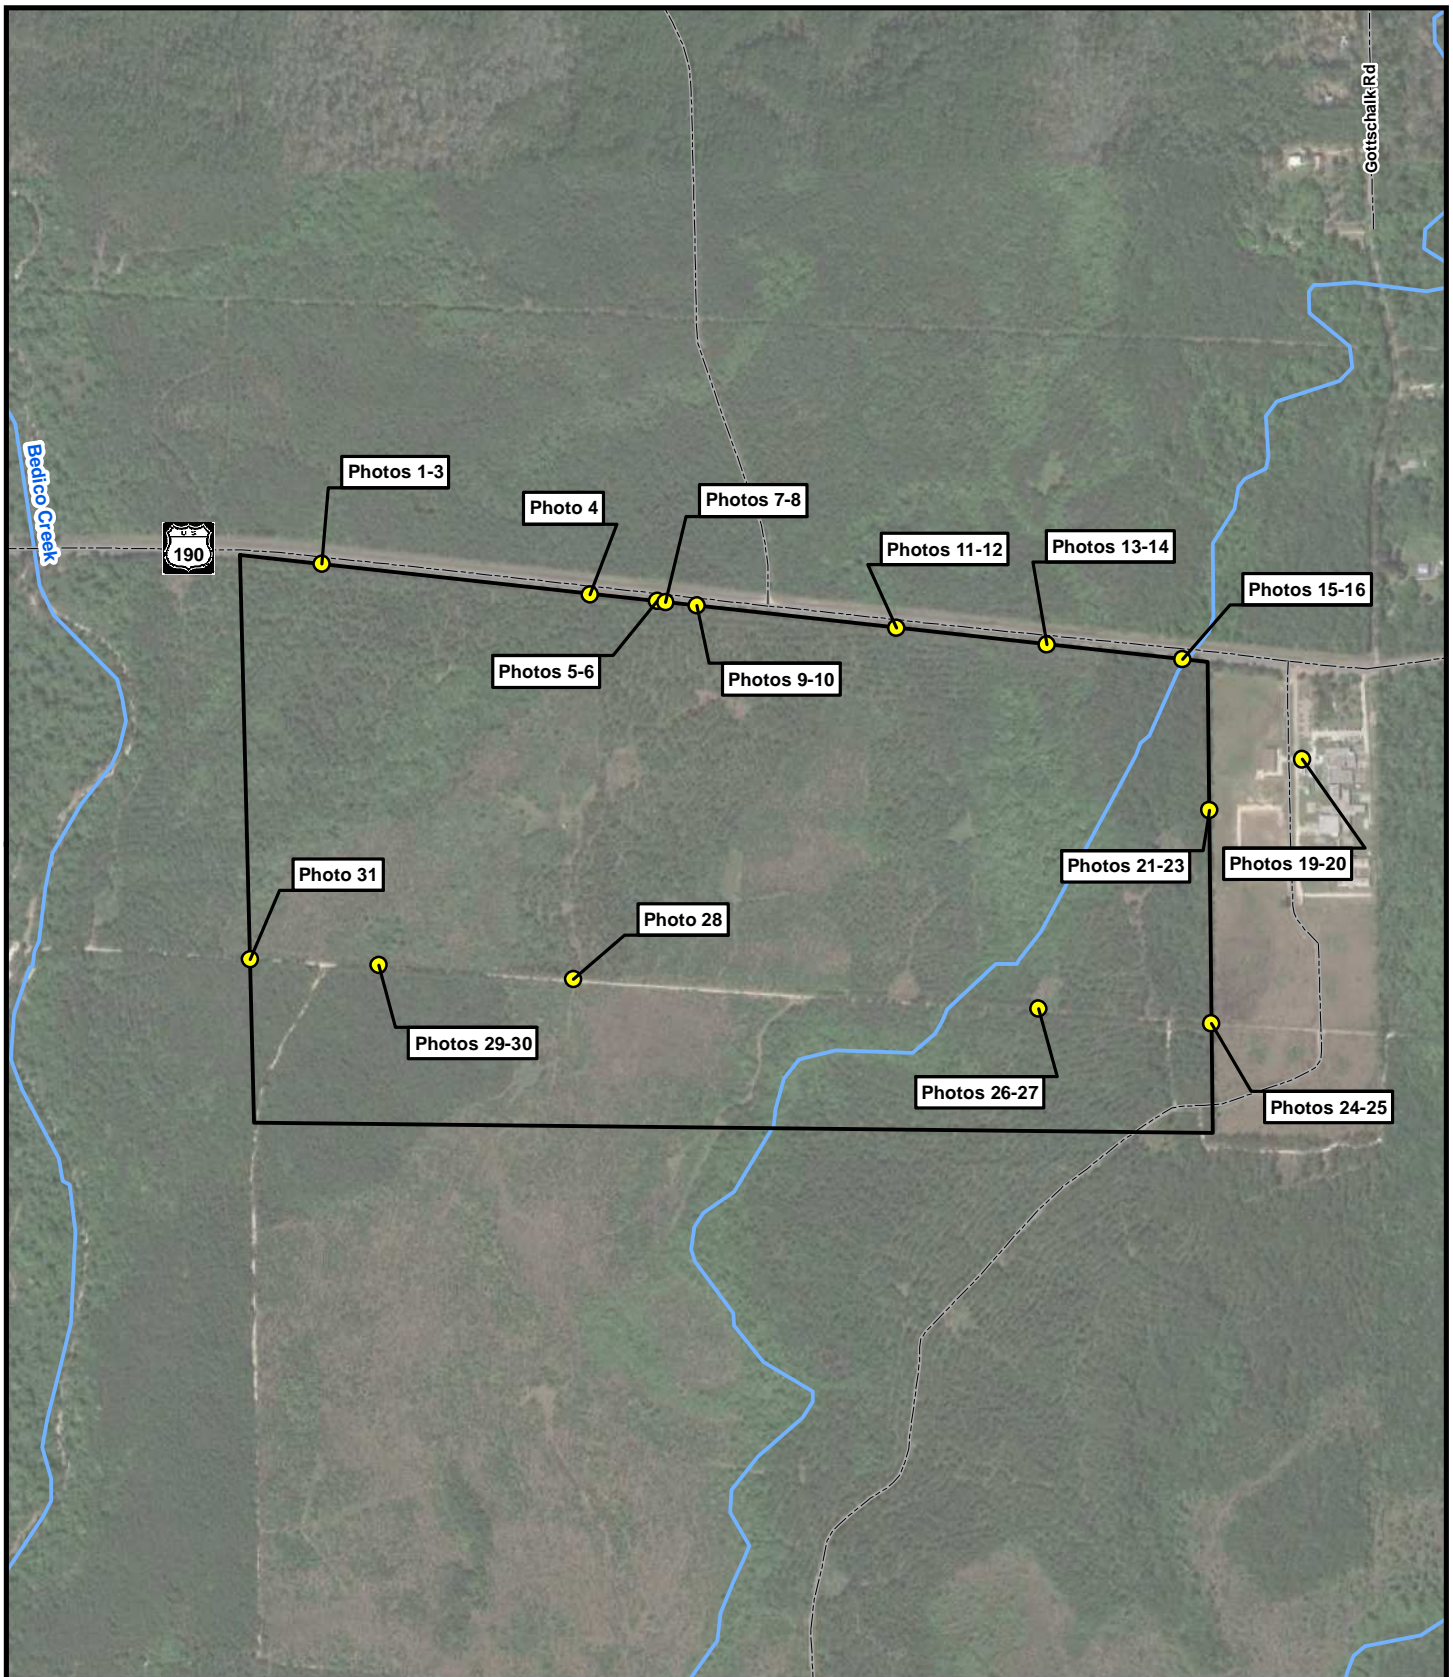 Gottschalk Rd
Bedico Creek
Photos 1-3
Photo 4
Photos 7-8
U S
190
Photos 11-12
Photos 13-14
Photos 15-16
Photos 5-6
Photos 9-10
Photos 21-23
Photos 19-20
Photo 31
Photo 28
Photos 29-30
Photos 26-27
Photos 24-25